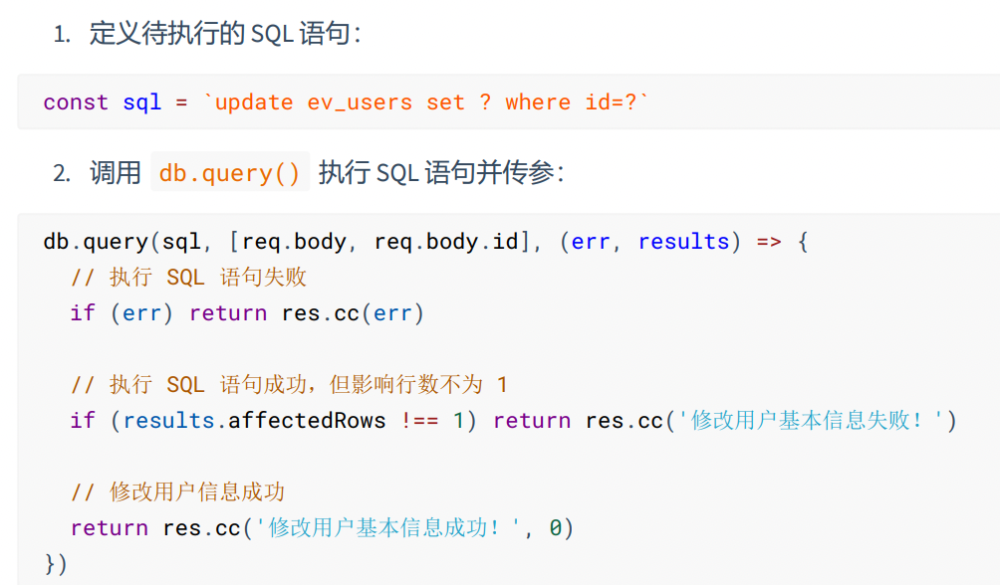 1. 定义待执行的 SQL 语句：
const sql = `update ev_users set ? where id=?`
2. 调用 db.query() 执行 SQL 语句并传参：
db.query(sql, [req.body, req.body.id], (err, results) => {
  // 执行 SQL 语句失败
  if (err) return res.cc(err)
  // 执行 SQL 语句成功，但影响行数不为 1
  if (results.affectedRows !== 1) return res.cc('修改用户基本信息失败！')
  // 修改用户信息成功
  return res.cc('修改用户基本信息成功！', 0)
})